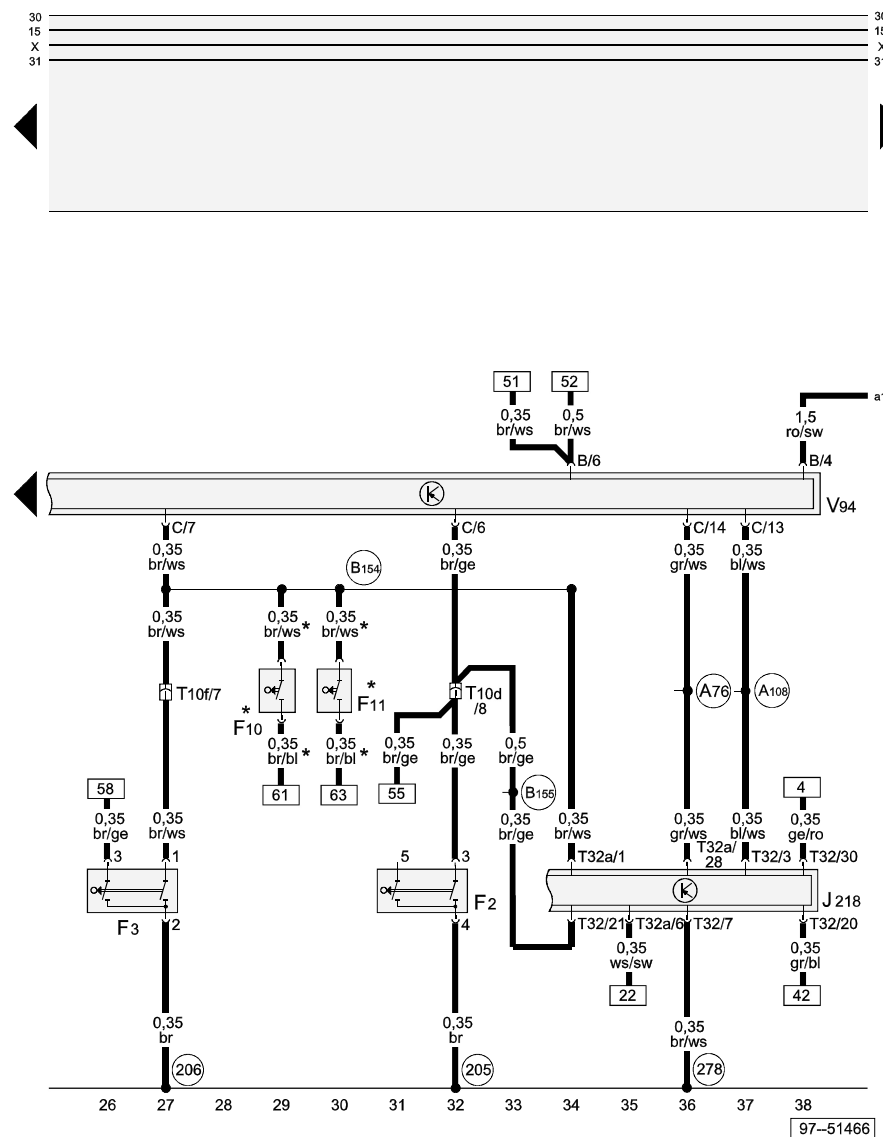 30 30
15 15
X X
31 31
51 52
0,35 0,5 1,5
br/ws br/ws ro/sw
a1
B/6 B/4
V94
C/7 C/6 C/14 C/13
0,35 0,35 0,35 0,35
br/ws br/ge gr/ws bl/ws
B154
0,35 0,35 0,35
br/ws br/ws* br/ws*
T10f/7 * F10 * F11 T10d
/8
A76 A108
0,35 0,35 0,35 0,35 0,5
br/bl* br/bl* br/ge br/ge br/ge
58 61 63 55 B155 4
0,35 0,35 0,35 0,35 0,35 0,35 0,35
br/ge br/ws br/ge br/ws gr/ws bl/ws ge/ro
3 1 5 3 T32a/1 T32a/
28
T32/3 T32/30
F3 F2 J218
2 4 T32/21 T32a/6 T32/7 T32/20
0,35 0,35
ws/sw gr/bl
22 42
0,35 0,35 0,35
br br br/ws
206 205 278
26 27 28 29 30 31 32 33 34 35 36 37 38
97--51466